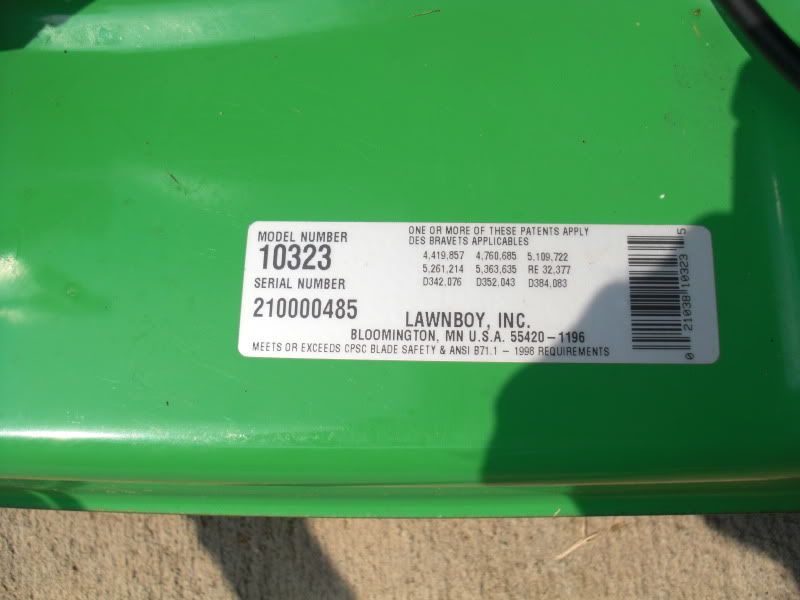 MODEL NUMBER
10323
SERIAL NUMBER
210000485
ONE OR MORE OF THESE PATENTS APPLY
DES BRAVETS APPLICABLES
4,419,857 4,760,685 5,109,722
5,261,214 5,363,635 RE 32,377
D342,076 D352,043 D384,083
LAWNBOY, INC.
BLOOMINGTON, MN U.S.A. 55420-1196
MEETS OR EXCEEDS CPSC BLADE SAFETY & ANSI B71.1 - 1998 REQUIREMENTS
0 21038 10323 5